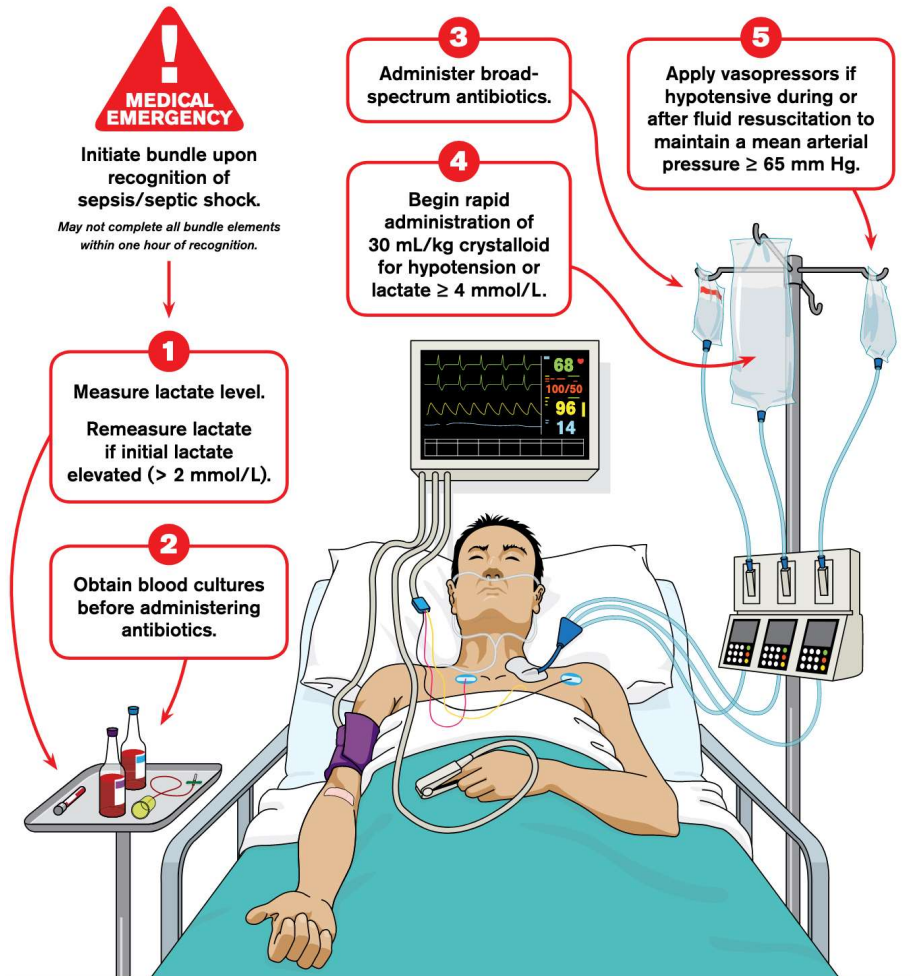 !
MEDICAL
EMERGENCY
Initiate bundle upon
recognition of
sepsis/septic shock.
May not complete all bundle elements
within one hour of recognition.
1
Measure lactate level.
Remeasure lactate
if initial lactate
elevated (> 2 mmol/L).
2
Obtain blood cultures
before administering
antibiotics.
3
Administer broad-
spectrum antibiotics.
4
Begin rapid
administration of
30 mL/kg crystalloid
for hypotension or
lactate ≥ 4 mmol/L.
5
Apply vasopressors if
hypotensive during or
after fluid resuscitation to
maintain a mean arterial
pressure ≥ 65 mm Hg.
68
100/50
96
14